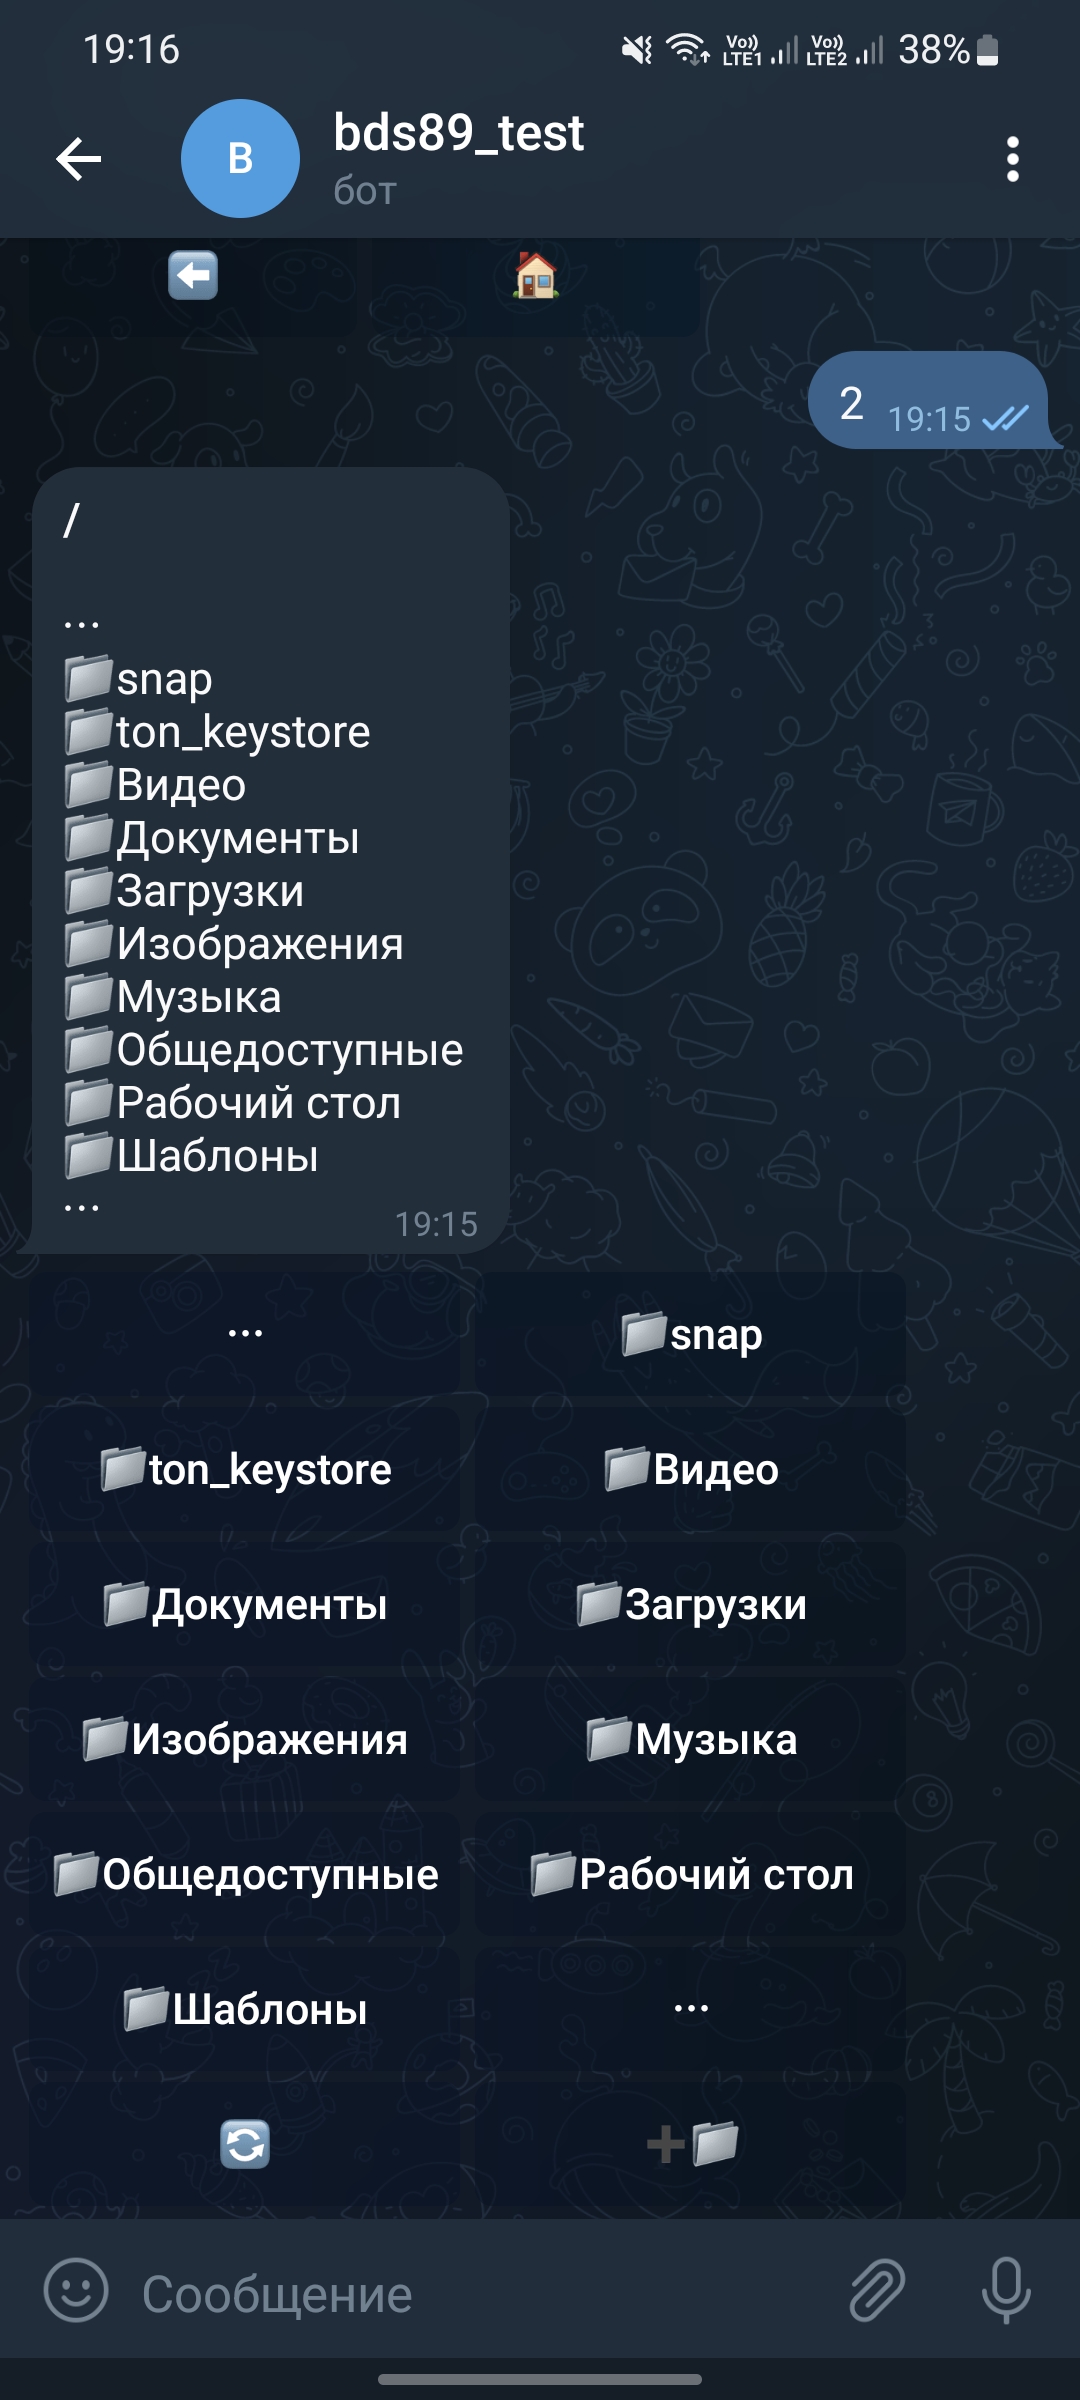 19:16
Vo))
LTE1
Vo))
LTE2
38%
B
bds89_test
бот
2
19:15
/
...
snap
ton_keystore
Видео
Документы
Загрузки
Изображения
Музыка
Общедоступные
Рабочий стол
Шаблоны
...
19:15
...
snap
ton_keystore
Видео
Документы
Загрузки
Изображения
Музыка
Общедоступные
Рабочий стол
Шаблоны
...
Сообщение